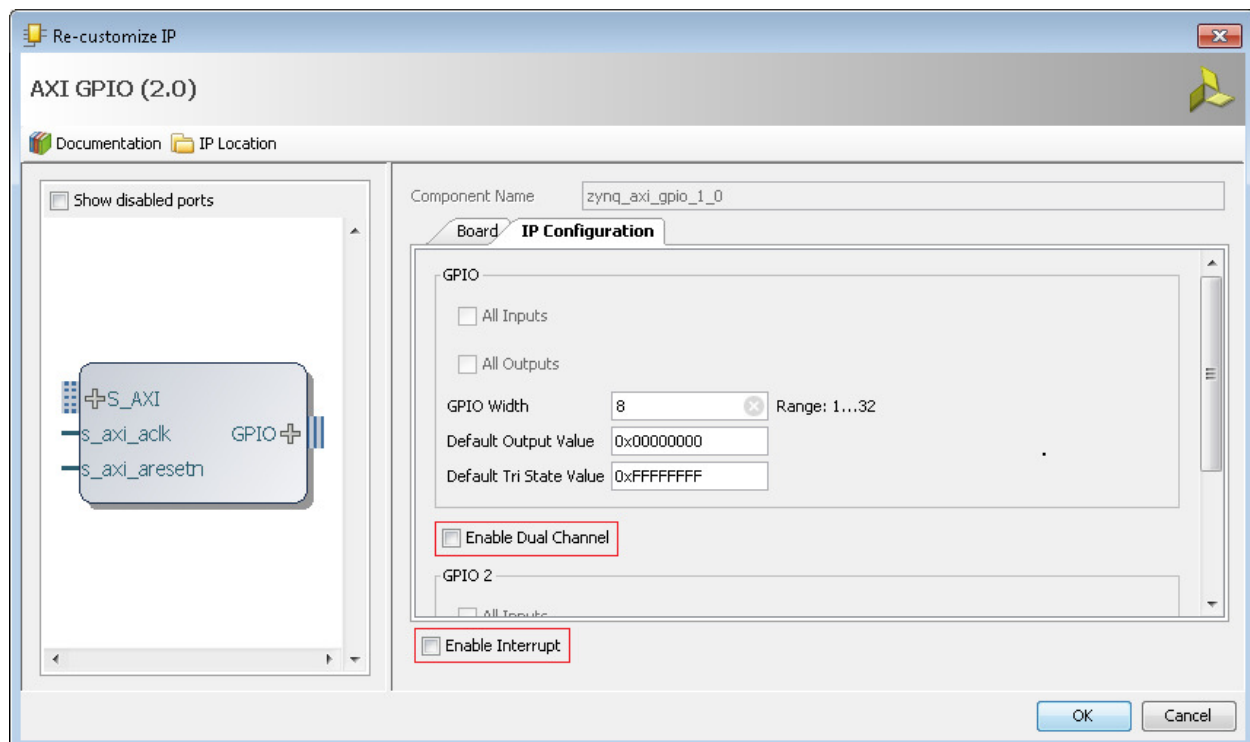 Re-customize IP
AXI GPIO (2.0)
Documentation IP Location
Show disabled ports
S_AXI
s_axi_aclk
s_axi_aresetn
GPIO
Component Name zynq_axi_gpio_1_0
Board IP Configuration
GPIO
All Inputs
All Outputs
GPIO Width 8 Range: 1...32
Default Output Value 0x00000000
Default Tri State Value 0xFFFFFFFF
Enable Dual Channel
GPIO 2
All Inputs
Enable Interrupt
OK Cancel